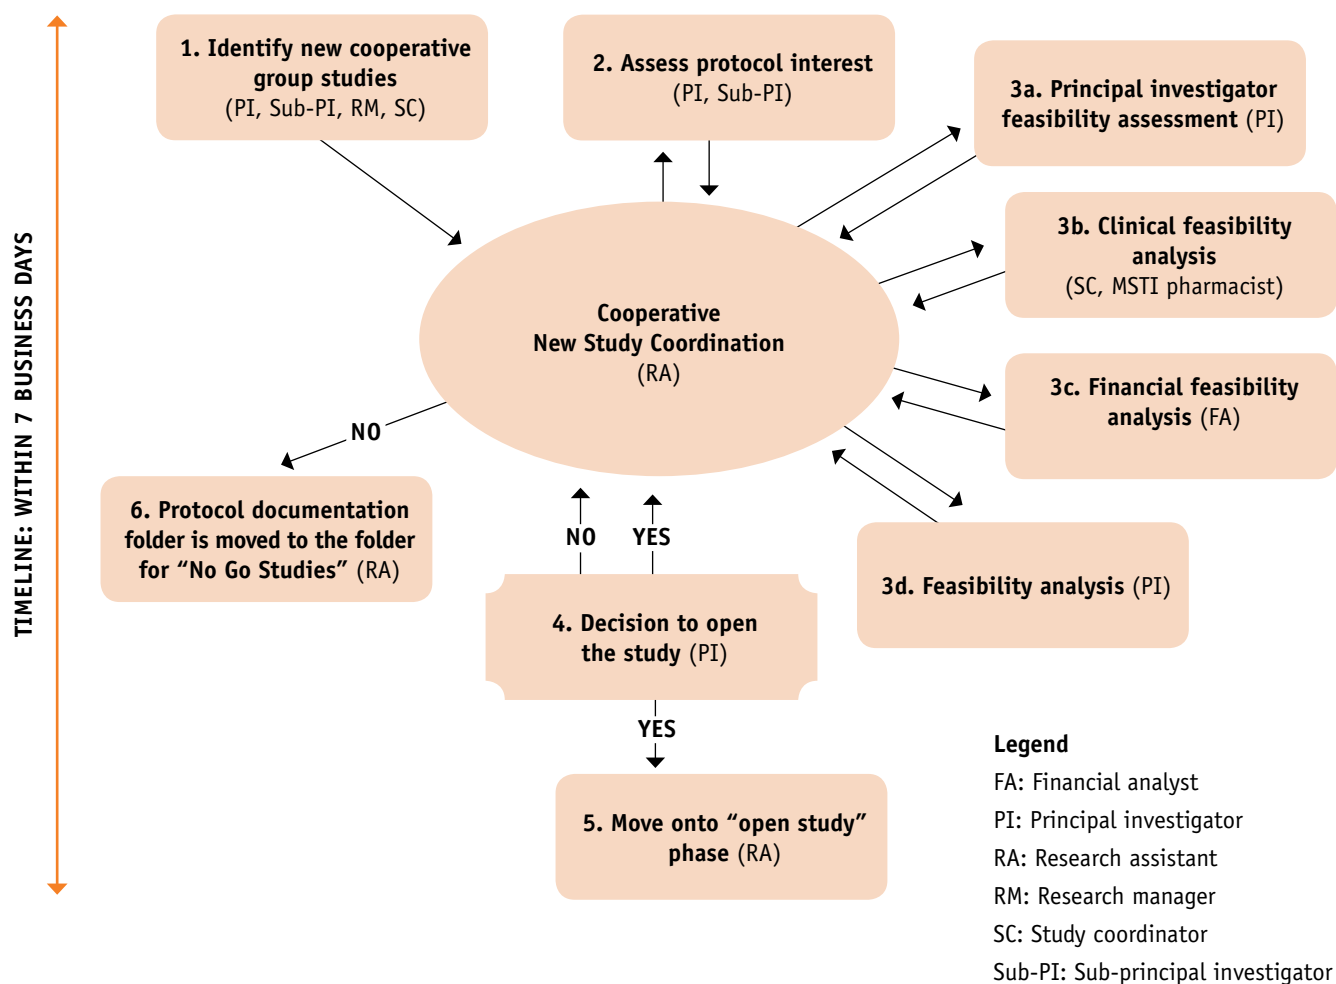 TIMELINE: WITHIN 7 BUSINESS DAYS
1. Identify new cooperative
group studies
(PI, Sub-PI, RM, SC)
2. Assess protocol interest
(PI, Sub-PI)
3a. Principal investigator
feasibility assessment (PI)
3b. Clinical feasibility
analysis
(SC, MSTI pharmacist)
Cooperative
New Study Coordination
(RA)
3c. Financial feasibility
analysis (FA)
NO
6. Protocol documentation
folder is moved to the folder
for “No Go Studies” (RA)
NO
YES
3d. Feasibility analysis (PI)
4. Decision to open
the study (PI)
YES
5. Move onto “open study”
phase (RA)
Legend
FA: Financial analyst
PI: Principal investigator
RA: Research assistant
RM: Research manager
SC: Study coordinator
Sub-PI: Sub-principal investigator